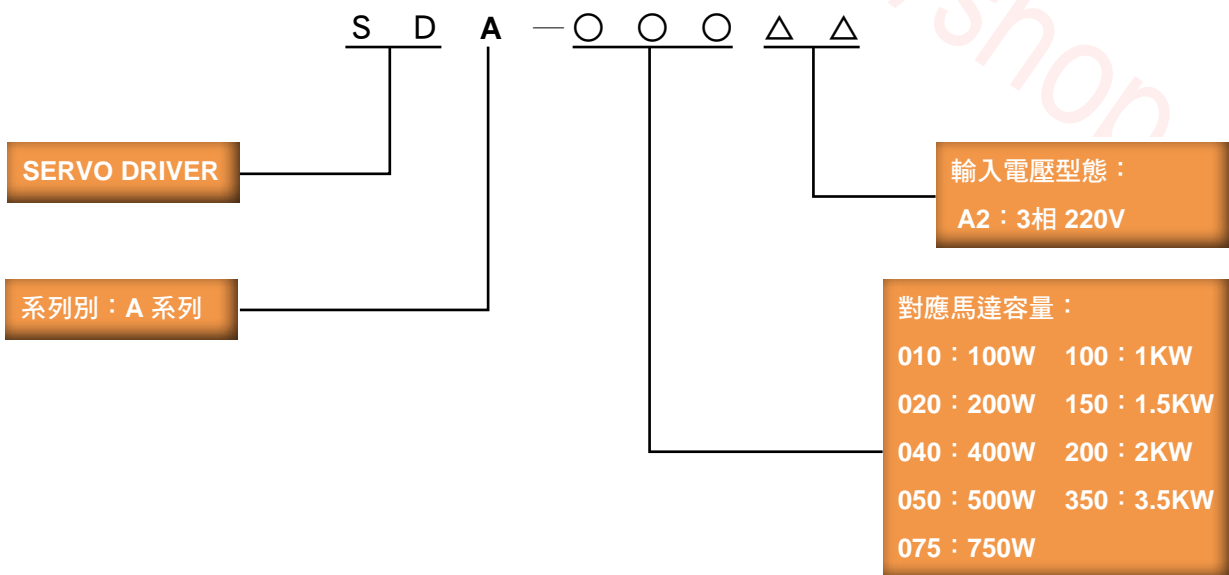 S D A — ○ ○ ○ △ △
SERVO DRIVER
輸入電壓型態：
A2：3相 220V
系列別：A 系列
對應馬達容量：
010：100W 100：1KW
020：200W 150：1.5KW
040：400W 200：2KW
050：500W 350：3.5KW
075：750W